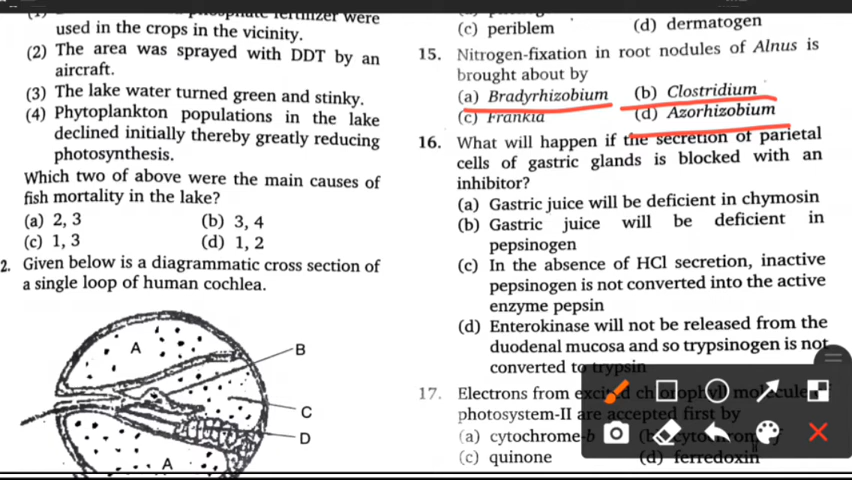 used in the crops in the vicinity.
(2) The area was sprayed with DDT by an
aircraft.
(3) The lake water turned green and stinky.
(4) Phytoplankton populations in the lake
declined initially thereby greatly reducing
photosynthesis.
Which two of above were the main causes of
fish mortality in the lake?
(a) 2, 3 (b) 3, 4
(c) 1, 3 (d) 1, 2
2. Given below is a diagrammatic cross section of
a single loop of human cochlea.
A
B
C
D
A
(c) periblem (d) dermatogen
15. Nitrogen-fixation in root nodules of Alnus is
brought about by
(a) Bradyrhizobium (b) Clostridium
(c) Frankia (d) Azorhizobium
16. What will happen if the secretion of parietal
cells of gastric glands is blocked with an
inhibitor?
(a) Gastric juice will be deficient in chymosin
(b) Gastric juice will be deficient in
pepsinogen
(c) In the absence of HCl secretion, inactive
pepsinogen is not converted into the active
enzyme pepsin
(d) Enterokinase will not be released from the
duodenal mucosa and so trypsinogen is not
converted to trypsin
17. Electrons from excited chlorophyll molecule of
photosystem-II are accepted first by
(a) cytochrome-b
(c) quinone (d) ferredoxin